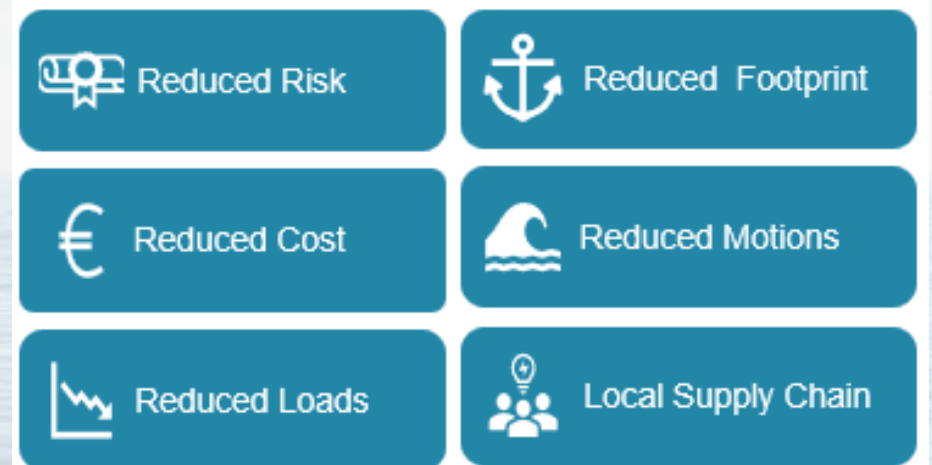 Reduced Risk
Reduced Footprint
€
Reduced Cost
Reduced Motions
Reduced Loads
Local Supply Chain